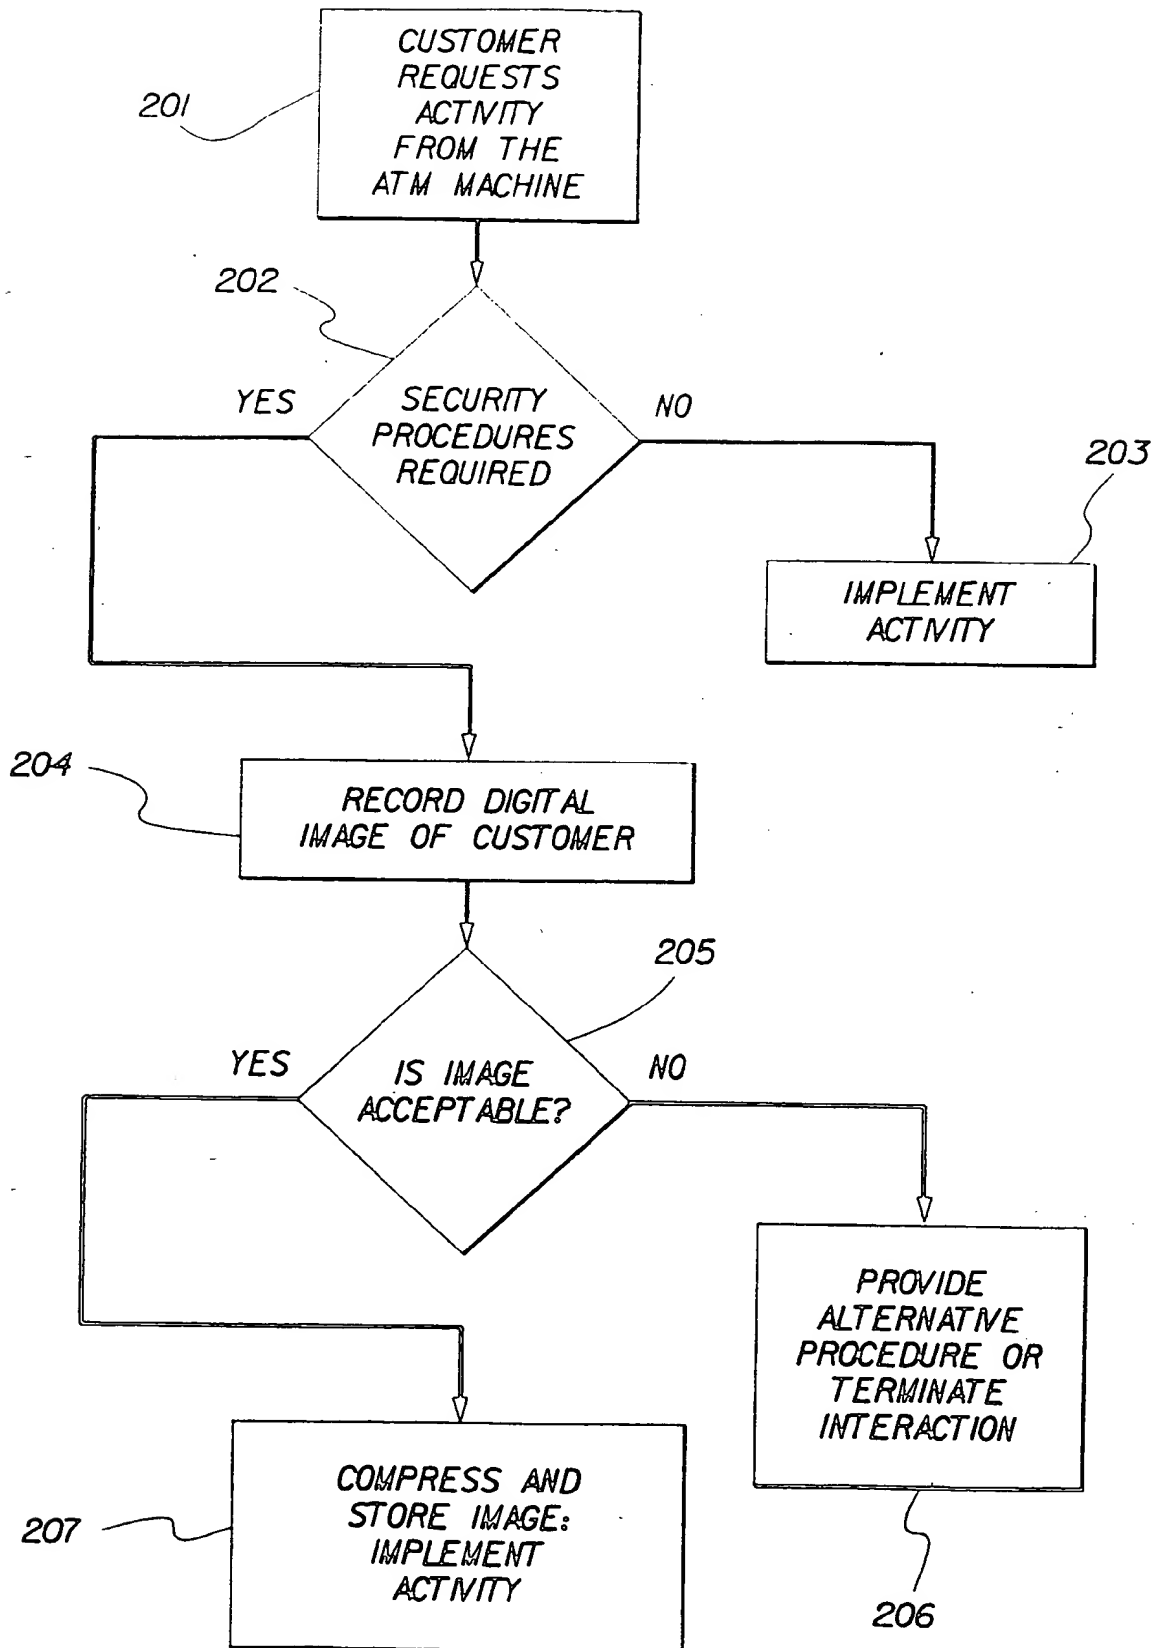 CUSTOMER
REQUESTS
ACTIVITY
FROM THE
ATM MACHINE
201
202
YES
NO
SECURITY
PROCEDURES
REQUIRED
203
IMPLEMENT
ACTIVITY
204
RECORD DIGITAL
IMAGE OF CUSTOMER
205
YES
NO
IS IMAGE
ACCEPTABLE?
PROVIDE
ALTERNATIVE
PROCEDURE OR
TERMINATE
INTERACTION
206
COMPRESS AND
STORE IMAGE:
IMPLEMENT
ACTIVITY
207